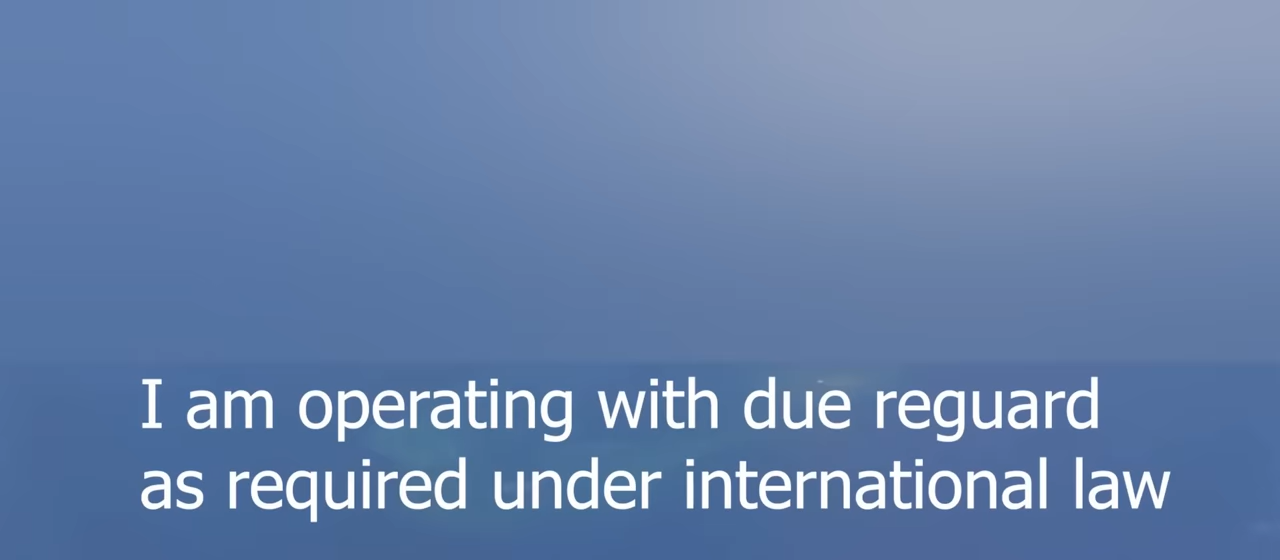 I am operating with due reguard
as required under international law